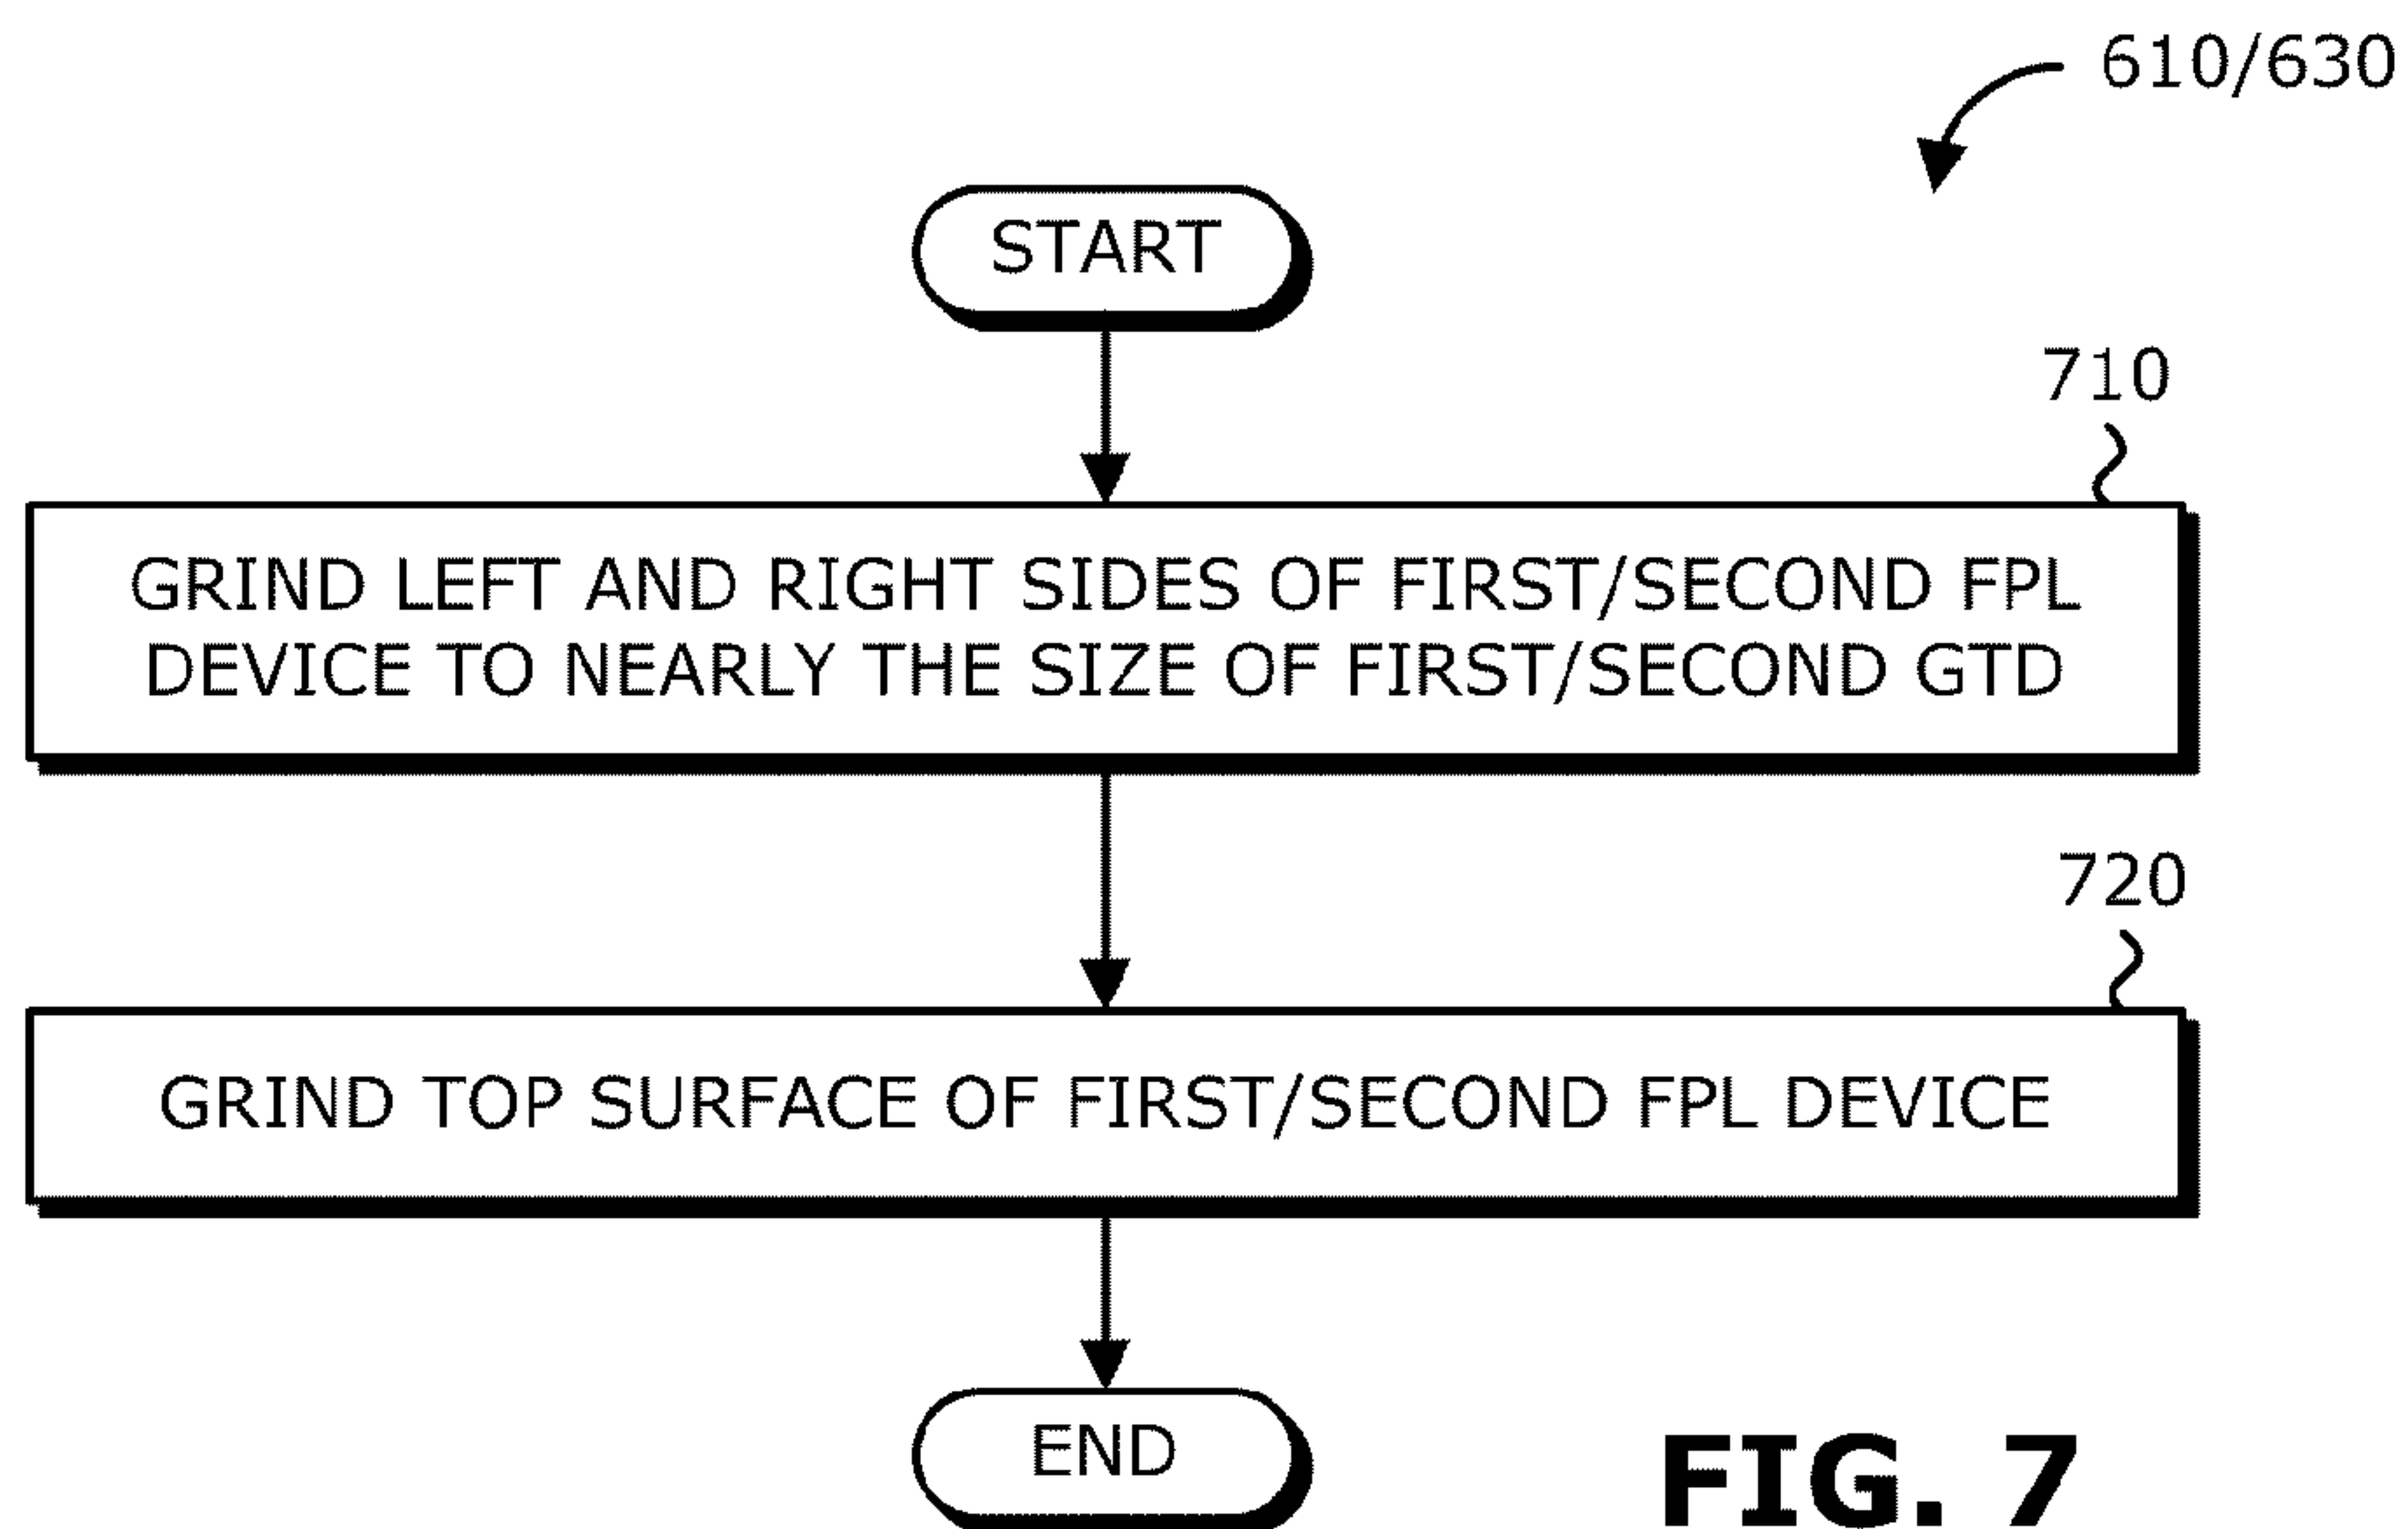 610/630
START
710
GRIND LEFT AND RIGHT SIDES OF FIRST/SECOND FPL
DEVICE TO NEARLY THE SIZE OF FIRST/SECOND GTD
720
GRIND TOP SURFACE OF FIRST/SECOND FPL DEVICE
END
FIG. 7